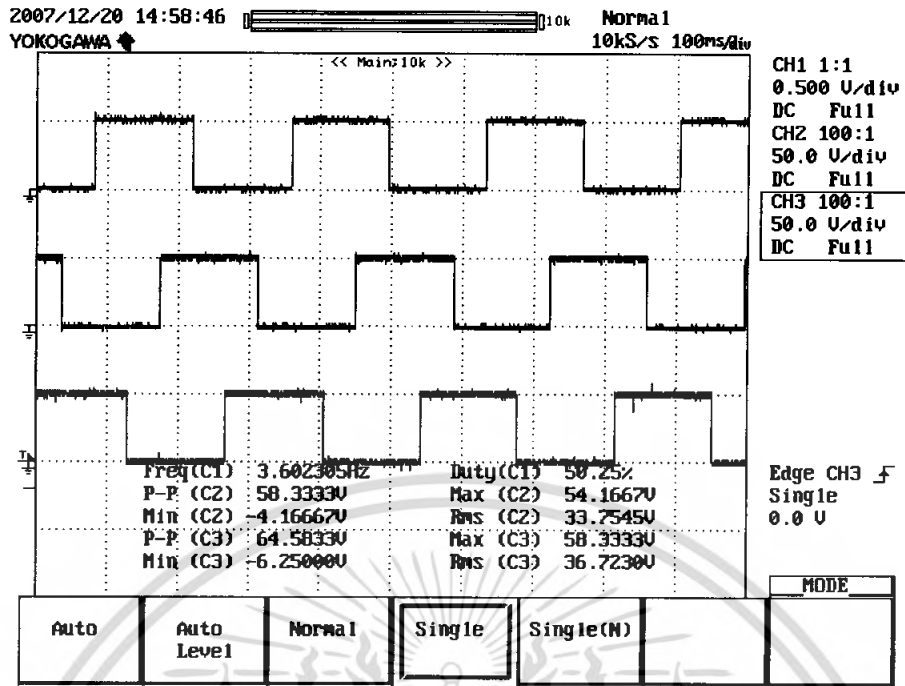 2007/12/20 14:58:46
10k
Normal
YOKOGAWA
10kS/s 100ms/div
<< Main:10k >>
CH1 1:1
0.500 V/div
DC Full
CH2 100:1
50.0 V/div
DC Full
CH3 100:1
50.0 V/div
DC Full
Freq(C1) 3.602305Hz Duty(C1) 50.25%
P-P (C2) 58.3333V Max (C2) 54.1667V
Min (C2) -4.16667V Rms (C2) 33.7545V
P-P (C3) 64.5833V Max (C3) 58.3333V
Min (C3) -6.25000V Rms (C3) 36.7230V
Edge CH3
Single
0.0 V
MODE
Auto
Auto Level
Normal
Single
Single(N)